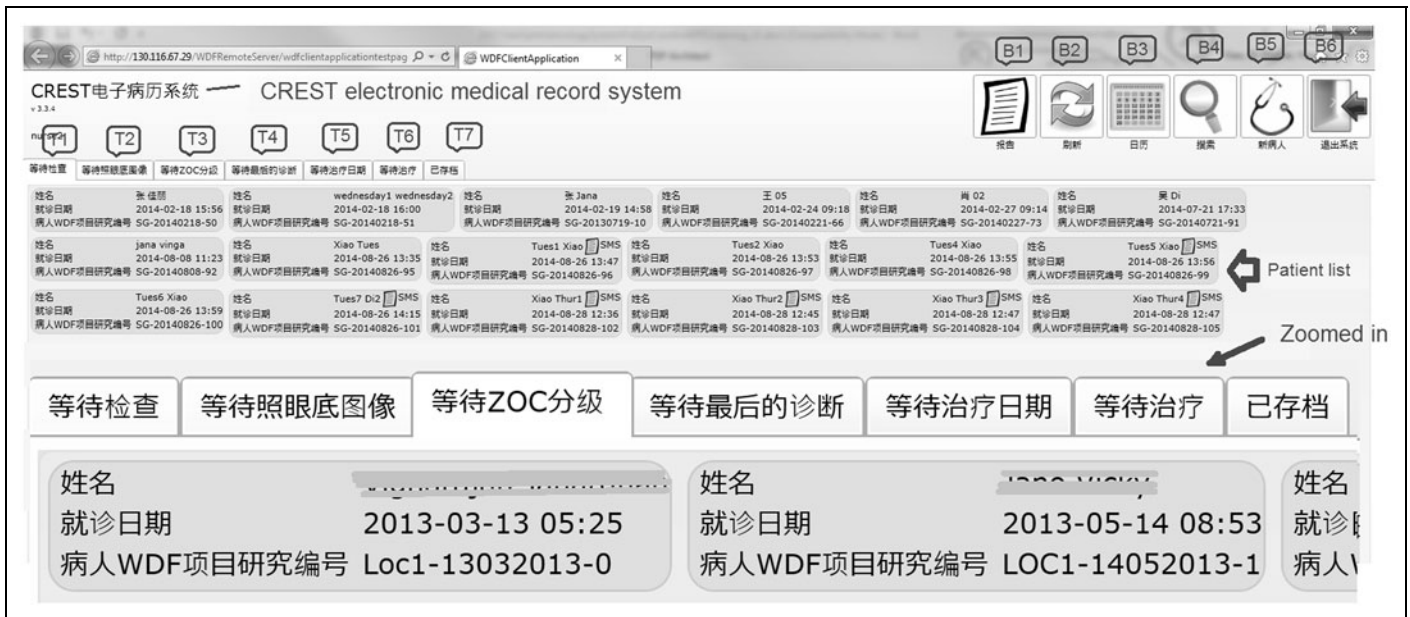 http://130.116.67.29/WDFRemoteServer/wdfclientapplicationtestpag
WDFClientApplication
B1 B2 B3 B4 B5 B6
CREST电子病历系统 CREST electronic medical record system
v 3.3.4
T1 T2 T3 T4 T5 T6 T7
报告 刷新 日历 搜索 新病人 退出系统
等待检查 等待照眼底图像 等待ZOC分级 等待最后的诊断 等待治疗日期 等待治疗 已存档
姓名 张佳丽 姓名 wednesday1 wednesday2 姓名 张 Jana 姓名 王 05 姓名 肖 02 姓名 吴 Di
就诊日期 2014-02-18 15:56 就诊日期 2014-02-18 16:00 就诊日期 2014-02-19 14:58 就诊日期 2014-02-24 09:18 就诊日期 2014-02-27 09:14 就诊日期 2014-07-21 17:33
病人WDF项目研究编号 SG-20140218-50 病人WDF项目研究编号 SG-20140218-51 病人WDF项目研究编号 SG-20130719-10 病人WDF项目研究编号 SG-20140221-66 病人WDF项目研究编号 SG-20140227-73 病人WDF项目研究编号 SG-20140721-91
姓名 jana vinga 姓名 Xiao Tues 姓名 Tues1 Xiao SMS 姓名 Tues2 Xiao 姓名 Tues4 Xiao 姓名 Tues5 Xiao SMS
就诊日期 2014-08-08 11:23 就诊日期 2014-08-26 13:35 就诊日期 2014-08-26 13:47 就诊日期 2014-08-26 13:53 就诊日期 2014-08-26 13:55 就诊日期 2014-08-26 13:56
病人WDF项目研究编号 SG-20140808-92 病人WDF项目研究编号 SG-20140826-95 病人WDF项目研究编号 SG-20140826-96 病人WDF项目研究编号 SG-20140826-97 病人WDF项目研究编号 SG-20140826-98 病人WDF项目研究编号 SG-20140826-99
Patient list
姓名 Tues6 Xiao 姓名 Tues7 Di2 SMS 姓名 Xiao Thur1 SMS 姓名 Xiao Thur2 SMS 姓名 Xiao Thur3 SMS 姓名 Xiao Thur4 SMS
就诊日期 2014-08-26 13:59 就诊日期 2014-08-26 14:15 就诊日期 2014-08-28 12:36 就诊日期 2014-08-28 12:45 就诊日期 2014-08-28 12:47 就诊日期 2014-08-28 12:47
病人WDF项目研究编号 SG-20140826-100 病人WDF项目研究编号 SG-20140826-101 病人WDF项目研究编号 SG-20140828-102 病人WDF项目研究编号 SG-20140828-103 病人WDF项目研究编号 SG-20140828-104 病人WDF项目研究编号 SG-20140828-105
Zoomed in
等待检查 等待照眼底图像 等待ZOC分级 等待最后的诊断 等待治疗日期 等待治疗 已存档
姓名 姓名 姓名
就诊日期 2013-03-13 05:25 就诊日期 2013-05-14 08:53 就诊
病人WDF项目研究编号 Loc1-13032013-0 病人WDF项目研究编号 LOC1-14052013-1 病人